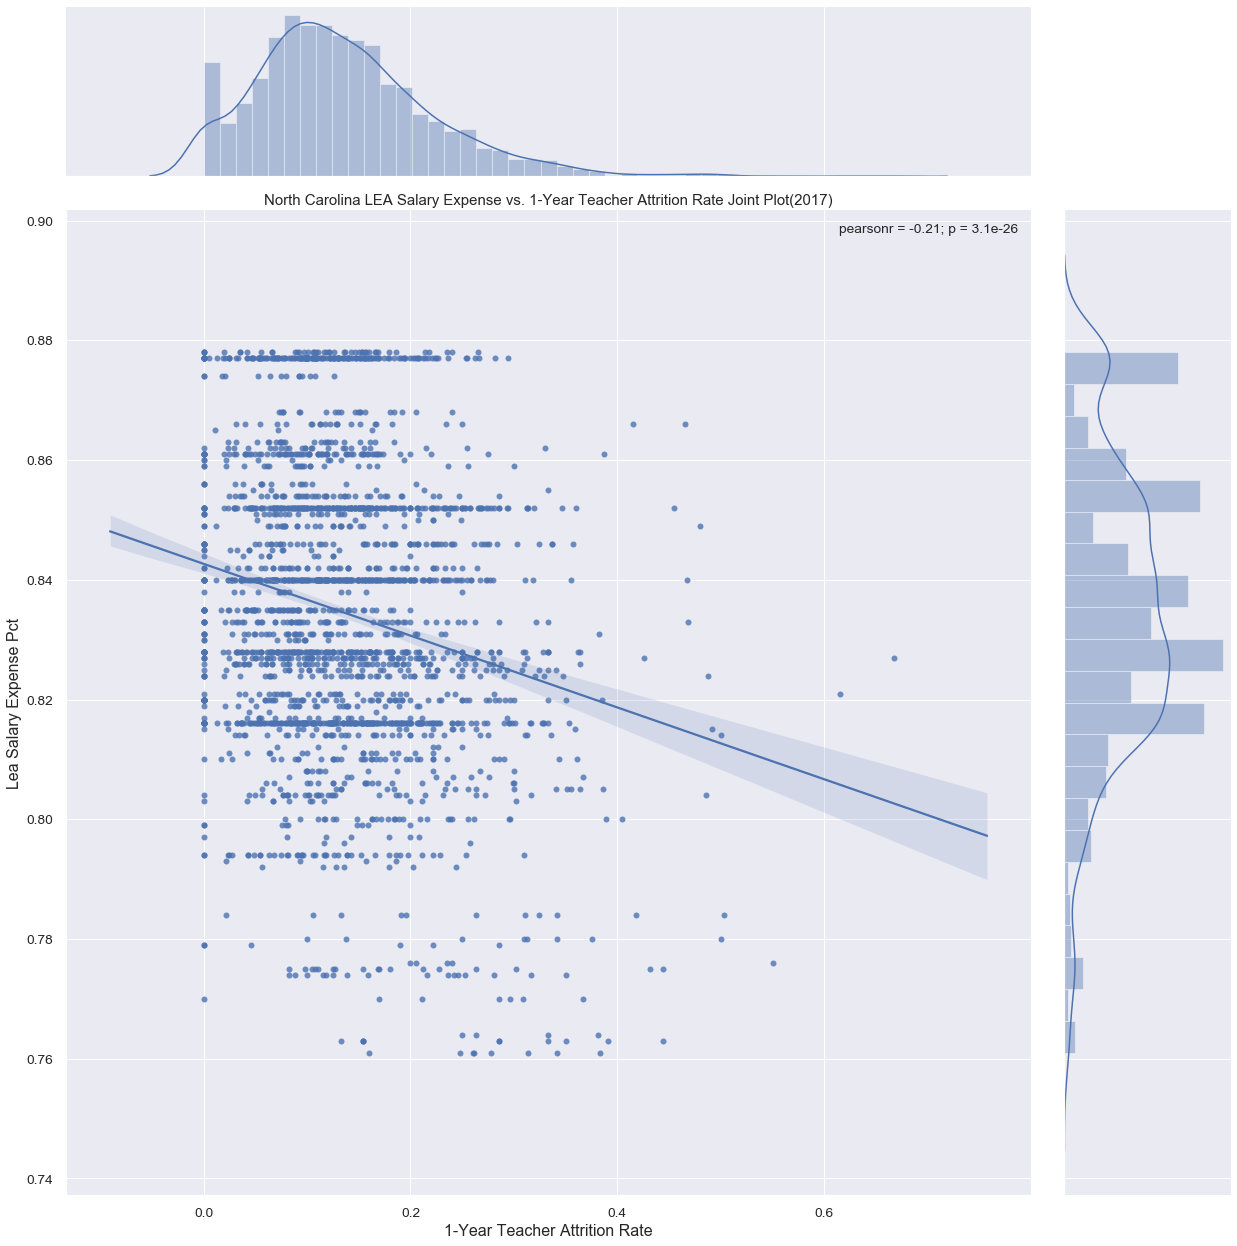 North Carolina LEA Salary Expense vs. 1-Year Teacher Attrition Rate Joint Plot(2017)
pearsonr = -0.21; p = 3.1e-26
0.90
0.88
0.86
0.84
0.82
0.80
0.78
0.76
0.74
Lea Salary Expense Pct
0.0 0.2 0.4 0.6
1-Year Teacher Attrition Rate